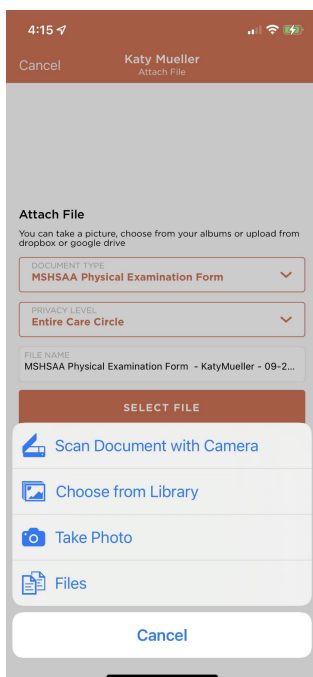 4:15
Cancel
Katy Mueller
Attach File
Attach File
You can take a picture, choose from your albums or upload from
dropbox or google drive
DOCUMENT TYPE
MSHSAA Physical Examination Form
PRIVACY LEVEL
Entire Care Circle
FILE NAME
MSHSAA Physical Examination Form - KatyMueller - 09-2...
SELECT FILE
Scan Document with Camera
Choose from Library
Take Photo
Files
Cancel